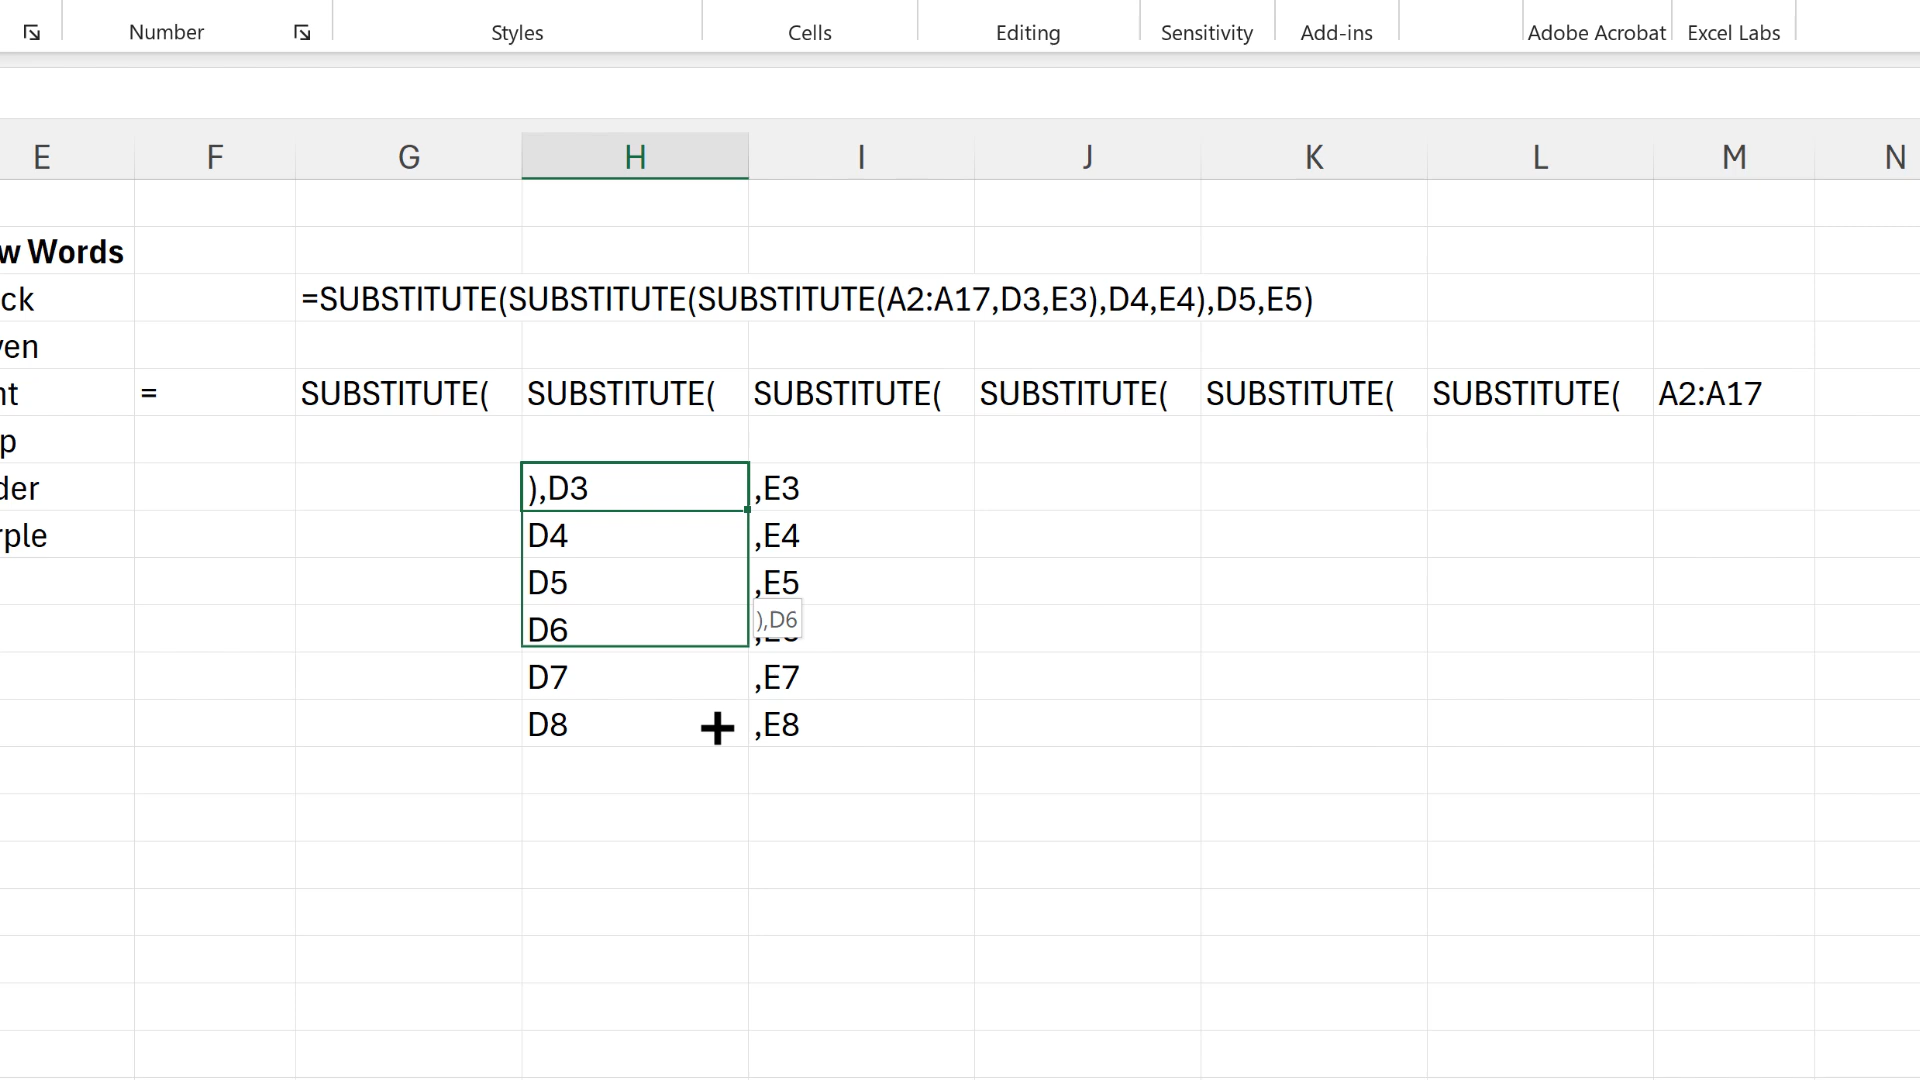 Number Styles Cells Editing Sensitivity Add-ins Adobe Acrobat Excel Labs
E F G H I J K L M N
w Words
ck =SUBSTITUTE(SUBSTITUTE(SUBSTITUTE(A2:A17,D3,E3),D4,E4),D5,E5)
ven
nt = SUBSTITUTE( SUBSTITUTE( SUBSTITUTE( SUBSTITUTE( SUBSTITUTE( SUBSTITUTE( A2:A17
p
der ),D3 ,E3
rple D4 ,E4
D5 ,E5
),D6
D6
D7 ,E7
D8 ,E8